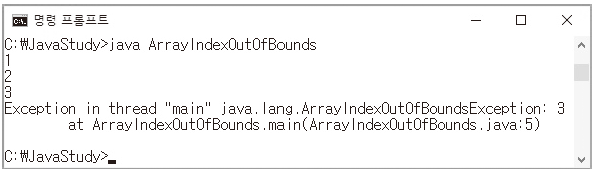 명령 프롬프트
C:₩JavaStudy>java ArrayIndexOutOfBounds
1
2
3
Exception in thread "main" java.lang.ArrayIndexOutOfBoundsException: 3
at ArrayIndexOutOfBounds.main(ArrayIndexOutOfBounds.java:5)
C:₩JavaStudy>